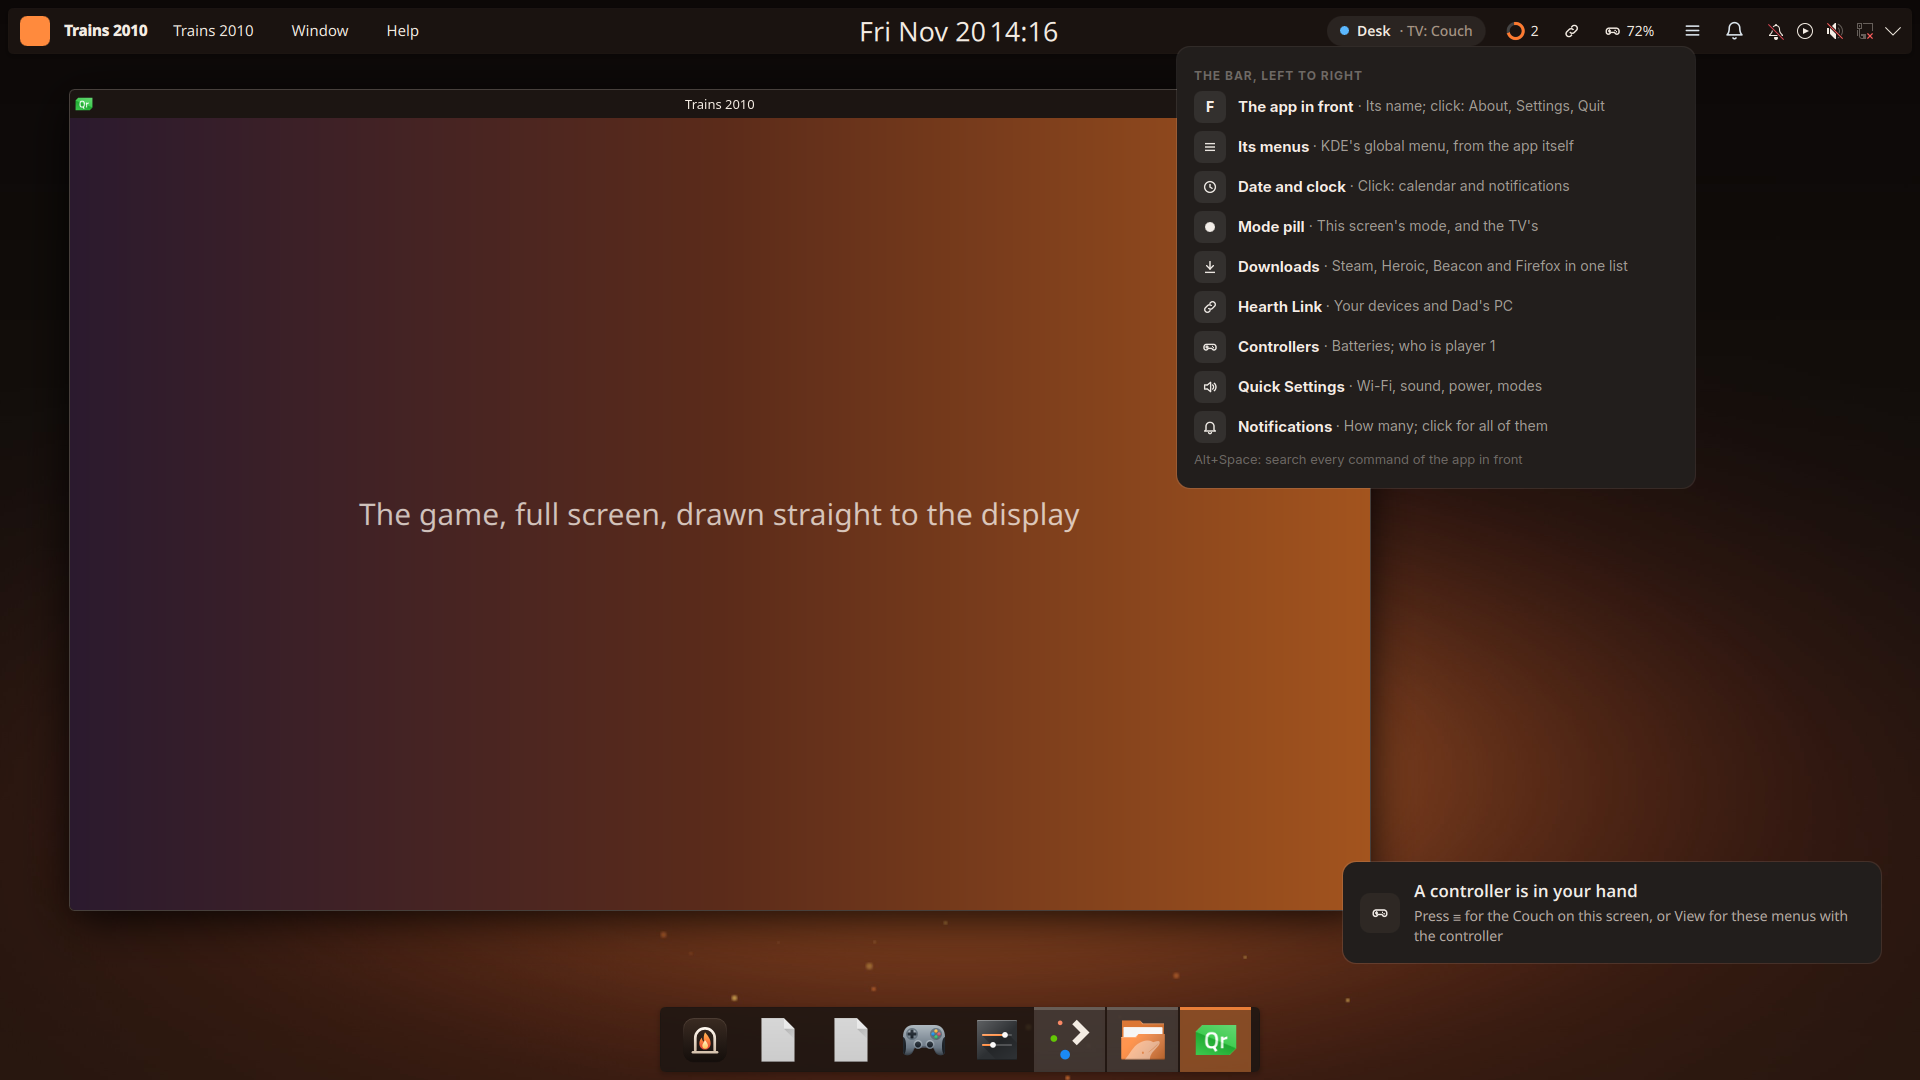 Trains 2010 Trains 2010 Window Help Fri Nov 20 14:16 Desk · TV: Couch 2 72%
THE BAR, LEFT TO RIGHT
F The app in front · Its name; click: About, Settings, Quit
Its menus · KDE's global menu, from the app itself
Date and clock · Click: calendar and notifications
Mode pill · This screen's mode, and the TV's
Downloads · Steam, Heroic, Beacon and Firefox in one list
Hearth Link · Your devices and Dad's PC
Controllers · Batteries; who is player 1
Quick Settings · Wi-Fi, sound, power, modes
Notifications · How many; click for all of them
Alt+Space: search every command of the app in front
Qr Trains 2010
The game, full screen, drawn straight to the display
A controller is in your hand
Press ≡ for the Couch on this screen, or View for these menus with
the controller
Qr